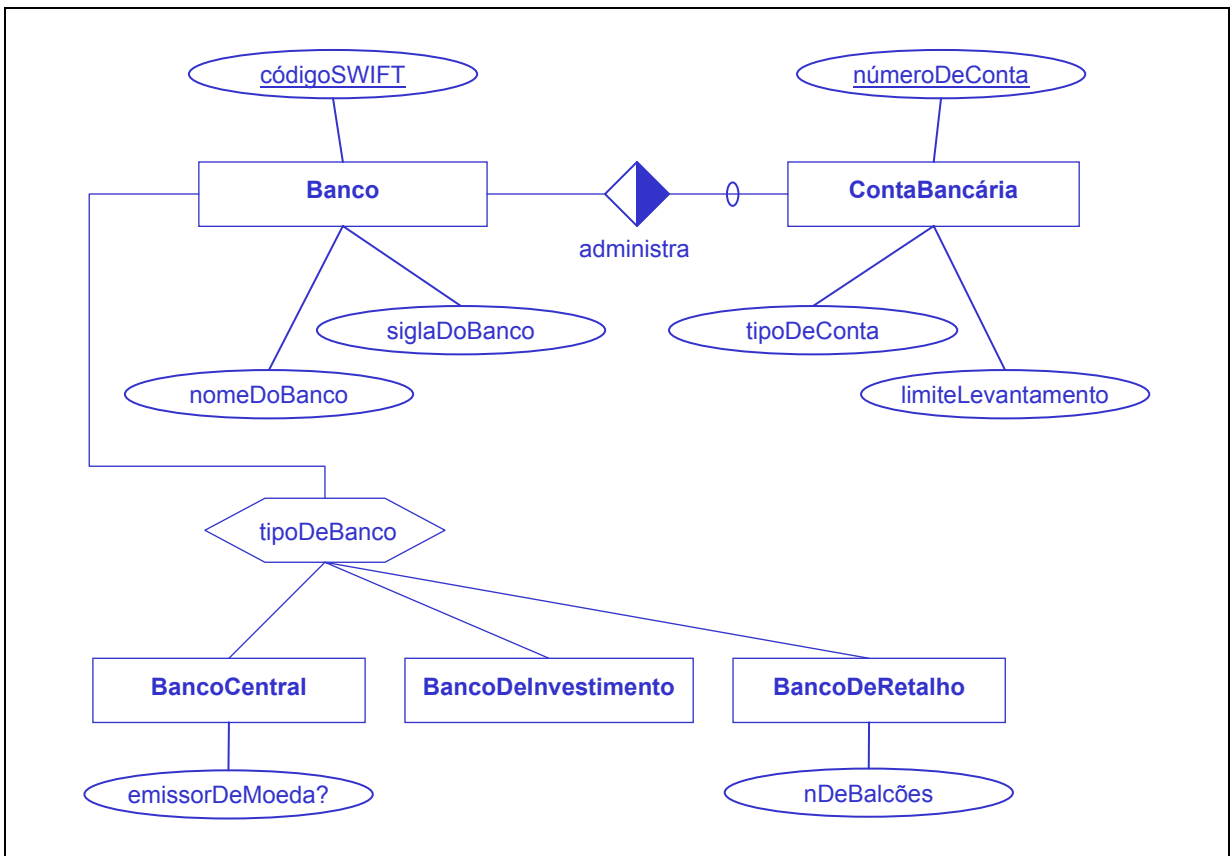 códigoSWIFT
númeroDeConta
Banco
ContaBancária
administra
siglaDoBanco
tipoDeConta
nomeDoBanco
limiteLevantamento
tipoDeBanco
BancoCentral
BancoDeInvestimento
BancoDeRetalho
emissorDeMoeda?
nDeBalcões